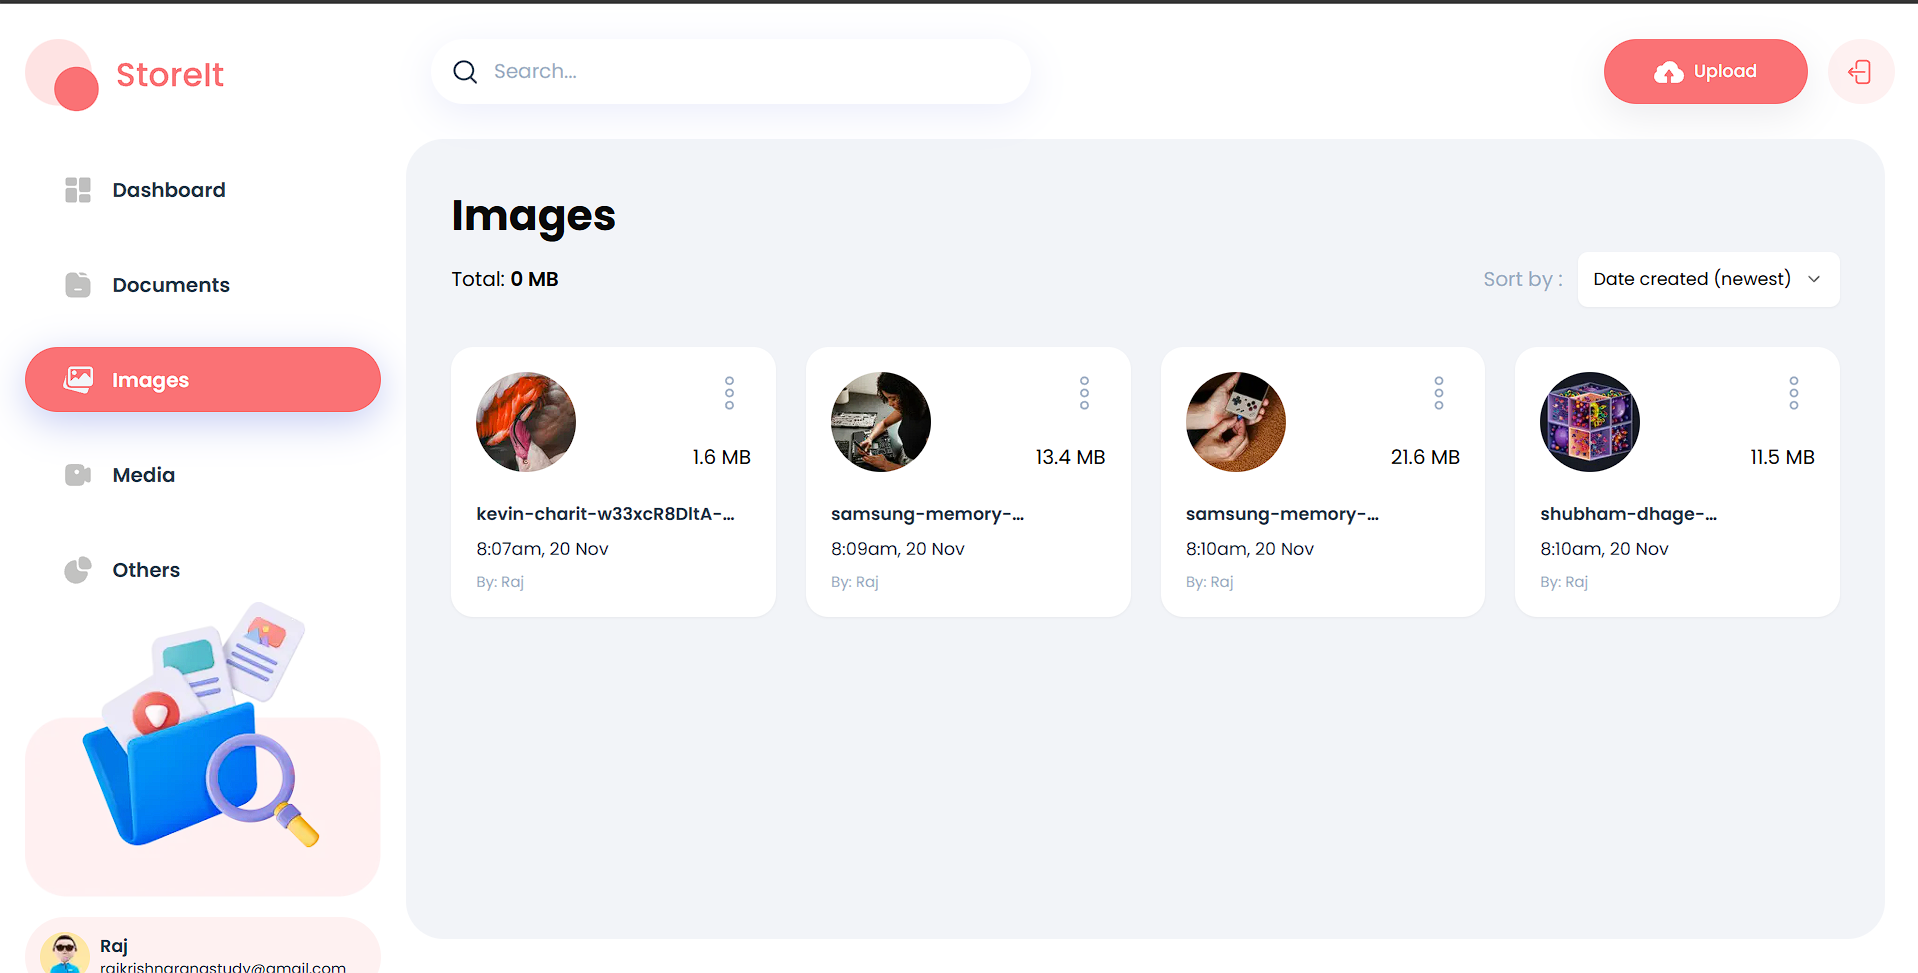 StoreIt
Search...
Upload
Dashboard
Documents
Images
Media
Others
Images
Total: 0 MB
Sort by :
Date created (newest)
1.6 MB
kevin-charit-w33xcR8DltA-...
8:07am, 20 Nov
By: Raj
13.4 MB
samsung-memory-...
8:09am, 20 Nov
By: Raj
21.6 MB
samsung-memory-...
8:10am, 20 Nov
By: Raj
11.5 MB
shubham-dhage-...
8:10am, 20 Nov
By: Raj
Raj
rajkrishnarangstudy@gmail.com